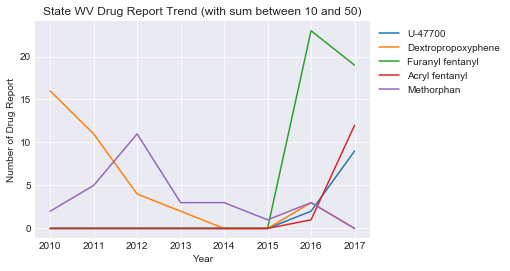 State WV Drug Report Trend (with sum between 10 and 50)
U-47700
Dextropropoxyphene
Furanyl fentanyl
Acryl fentanyl
Methorphan
Number of Drug Report
20
15
10
5
0
2010 2011 2012 2013 2014 2015 2016 2017
Year